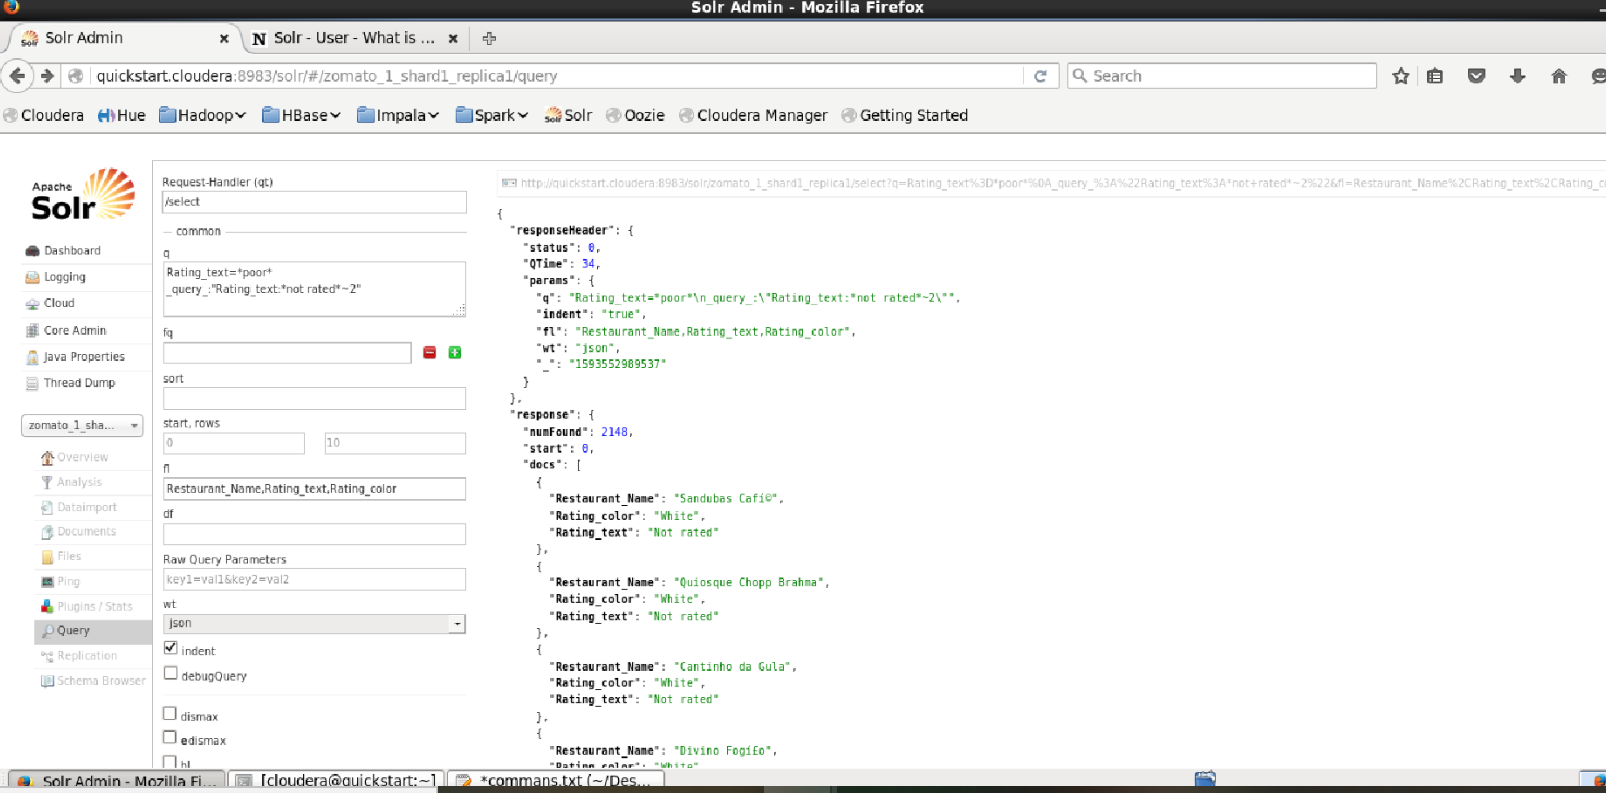 Solr Admin - Mozilla Firefox
Solr Admin
Solr - User - What is ...
quickstart.cloudera:8983/solr/#/zomato_1_shard1_replica1/query
Search
Cloudera Hue Hadoop HBase Impala Spark Solr Oozie Cloudera Manager Getting Started
Apache
Solr
Dashboard
Logging
Cloud
Core Admin
Java Properties
Thread Dump
zomato_1_sha...
Overview
Analysis
Dataimport
Documents
Files
Ping
Plugins / Stats
Query
Replication
Schema Browser
Request-Handler (qt)
/select
common
q
Rating_text=*poor*
_query_:"Rating_text:*not rated*~2"
fq
sort
start, rows
0 10
fl
Restaurant_Name,Rating_text,Rating_color
df
Raw Query Parameters
key1=val1&key2=val2
wt
json
indent
debugQuery
dismax
edismax
hl
http://quickstart.cloudera:8983/solr/zomato_1_shard1_replica1/select?q=Rating_text%3D*poor*%0A_query_%3A%22Rating_text%3A*not+rated*~2%22&fl=Restaurant_Name%2CRating_text%2CRating_co
{
"responseHeader": {
"status": 0,
"QTime": 34,
"params": {
"q": "Rating_text=*poor*\n_query_:\"Rating_text:*not rated*~2\"",
"indent": "true",
"fl": "Restaurant_Name,Rating_text,Rating_color",
"wt": "json",
"_": "1593552989537"
}
},
"response": {
"numFound": 2148,
"start": 0,
"docs": [
{
"Restaurant_Name": "Sandubas Cafí©",
"Rating_color": "White",
"Rating_text": "Not rated"
},
{
"Restaurant_Name": "Quiosque Chopp Brahma",
"Rating_color": "White",
"Rating_text": "Not rated"
},
{
"Restaurant_Name": "Cantinho da Gula",
"Rating_color": "White",
"Rating_text": "Not rated"
},
{
"Restaurant_Name": "Divino Fogí£o",
"Rating_color": "White",
Solr Admin - Mozilla Fi... [cloudera@quickstart:~] *commans.txt (~/Des...